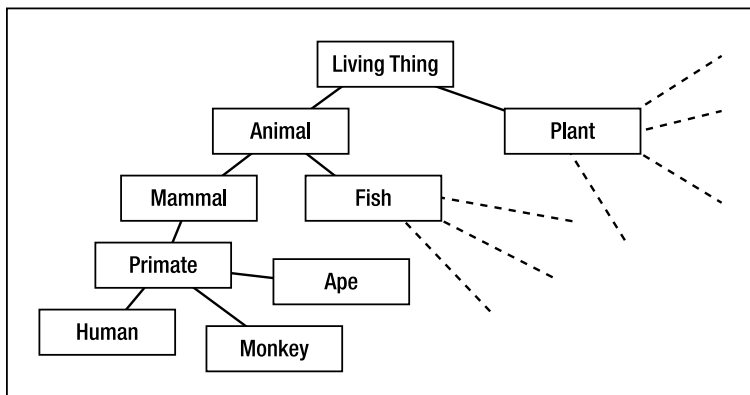 Living Thing
Animal
Plant
Mammal
Fish
Primate
Ape
Human
Monkey